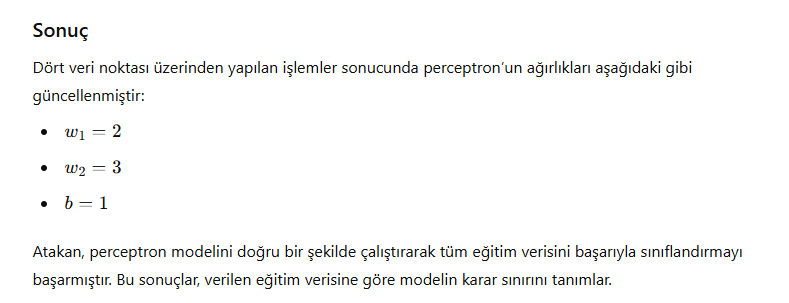 Sonuç
Dört veri noktası üzerinden yapılan işlemler sonucunda perceptron'un ağırlıkları aşağıdaki gibi
güncellenmiştir:
• w₁ = 2
• w₂ = 3
• b = 1
Atakan, perceptron modelini doğru bir şekilde çalıştırarak tüm eğitim verisini başarıyla sınıflandırmayı
başarmıştır. Bu sonuçlar, verilen eğitim verisine göre modelin karar sınırını tanımlar.